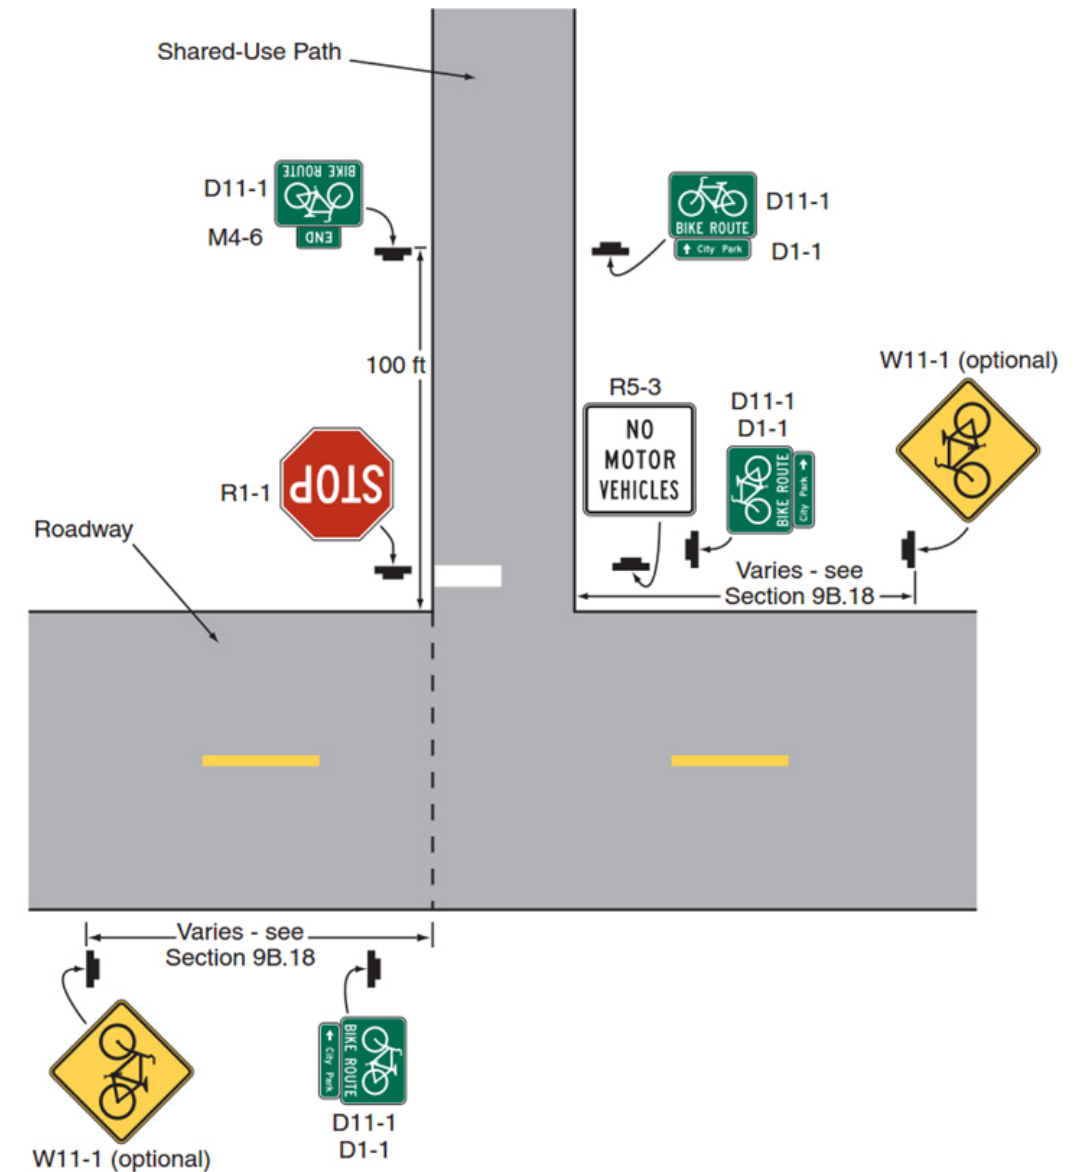 Shared-Use Path
D11-1
M4-6
BIKE ROUTE
END
BIKE ROUTE
↑ City Park
D11-1
D1-1
100 ft
R1-1
STOP
R5-3
NO
MOTOR
VEHICLES
D11-1
D1-1
BIKE ROUTE
City Park →
W11-1 (optional)
Roadway
Varies - see
Section 9B.18
Varies - see
Section 9B.18
W11-1 (optional)
BIKE ROUTE
← City Park
D11-1
D1-1